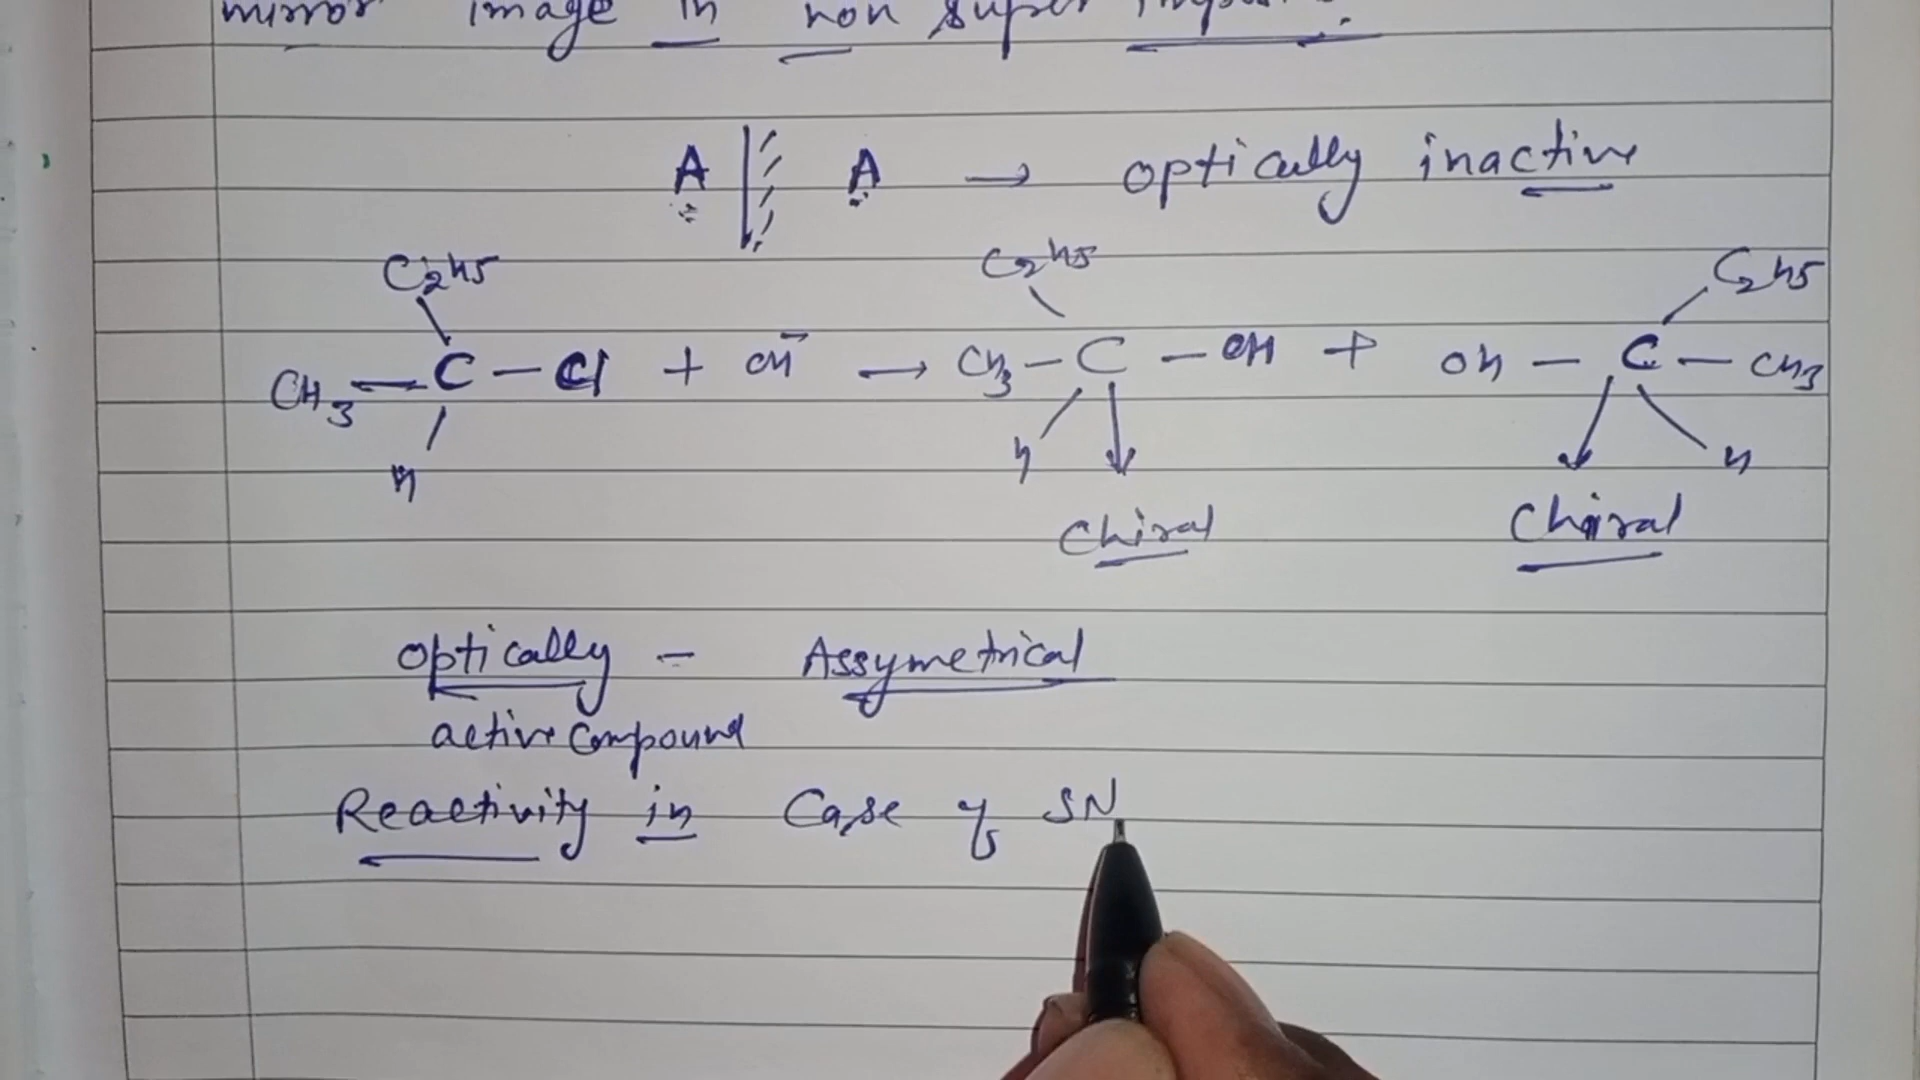 mirror image in non super
A A → optically inactive
C2H5 C2H5 C2H5
CH3 — C — Cl + OH⁻ → CH3 — C — OH + OH — C — CH3
H H H
Chiral Chiral
Optically – Assymetrical
active compound
Reactivity in Case of SN